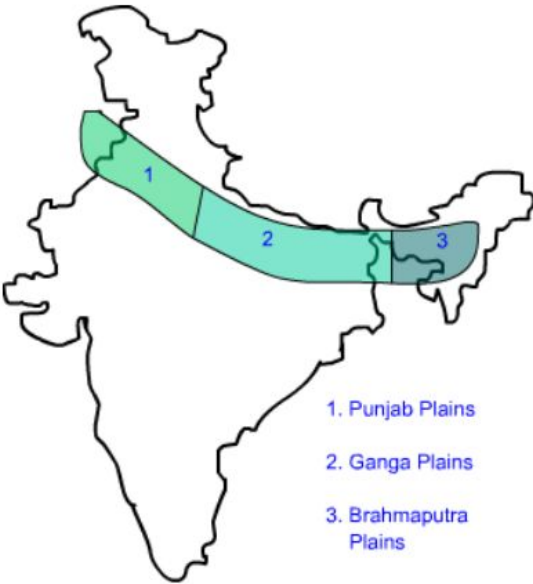 1
2
3
1. Punjab Plains
2. Ganga Plains
3. Brahmaputra
Plains